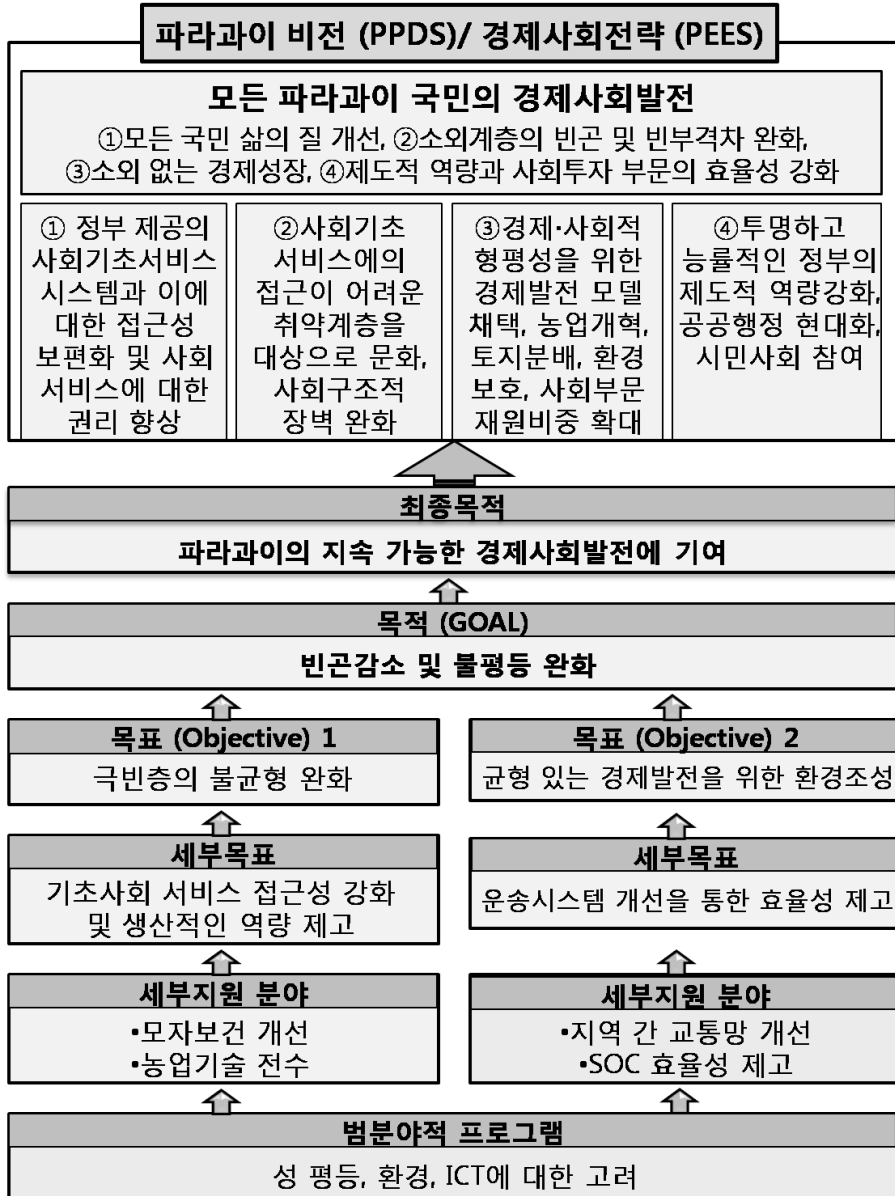 파라과이 비전 (PPDS)/ 경제사회전략 (PEES)
모든 파라과이 국민의 경제사회발전
①모든 국민 삶의 질 개선, ②소외계층의 빈곤 및 빈부격차 완화,
③소외 없는 경제성장, ④제도적 역량과 사회투자 부문의 효율성 강화
① 정부 제공의
사회기초서비스
시스템과 이에
대한 접근성
보편화 및 사회
서비스에 대한
권리 향상
②사회기초
서비스에의
접근이 어려운
취약계층을
대상으로 문화,
사회구조적
장벽 완화
③경제·사회적
형평성을 위한
경제발전 모델
채택, 농업개혁,
토지분배, 환경
보호, 사회부문
재원비중 확대
④투명하고
능률적인 정부의
제도적 역량강화,
공공행정 현대화,
시민사회 참여
최종목적
파라과이의 지속 가능한 경제사회발전에 기여
목적 (GOAL)
빈곤감소 및 불평등 완화
목표 (Objective) 1
극빈층의 불균형 완화
목표 (Objective) 2
균형 있는 경제발전을 위한 환경조성
세부목표
기초사회 서비스 접근성 강화
및 생산적인 역량 제고
세부목표
운송시스템 개선을 통한 효율성 제고
세부지원 분야
•모자보건 개선
•농업기술 전수
세부지원 분야
•지역 간 교통망 개선
•SOC 효율성 제고
범분야적 프로그램
성 평등, 환경, ICT에 대한 고려